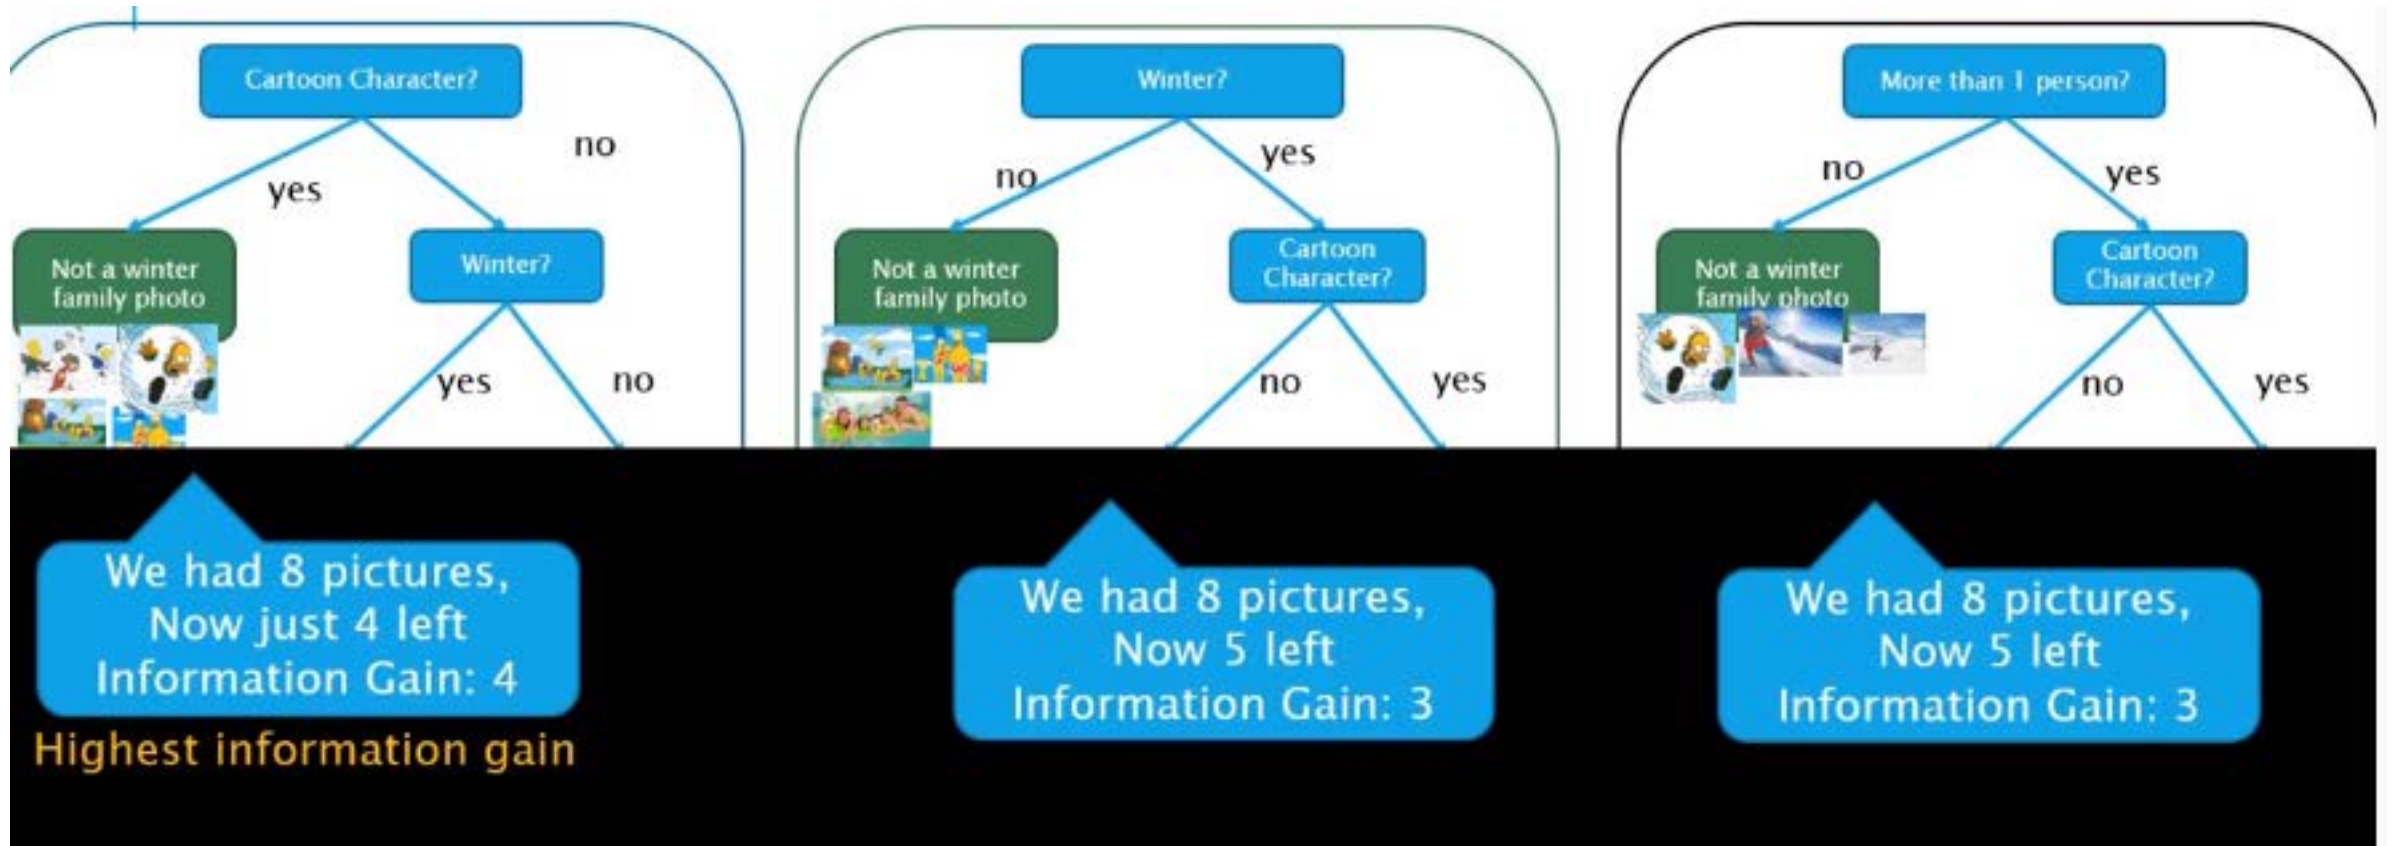 Cartoon Character?
no
yes
Not a winter
family photo
Winter?
yes
no
We had 8 pictures,
Now just 4 left
Information Gain: 4
Highest information gain
Winter?
no
yes
Not a winter
family photo
Cartoon
Character?
no
yes
We had 8 pictures,
Now 5 left
Information Gain: 3
More than 1 person?
no
yes
Not a winter
family photo
Cartoon
Character?
no
yes
We had 8 pictures,
Now 5 left
Information Gain: 3